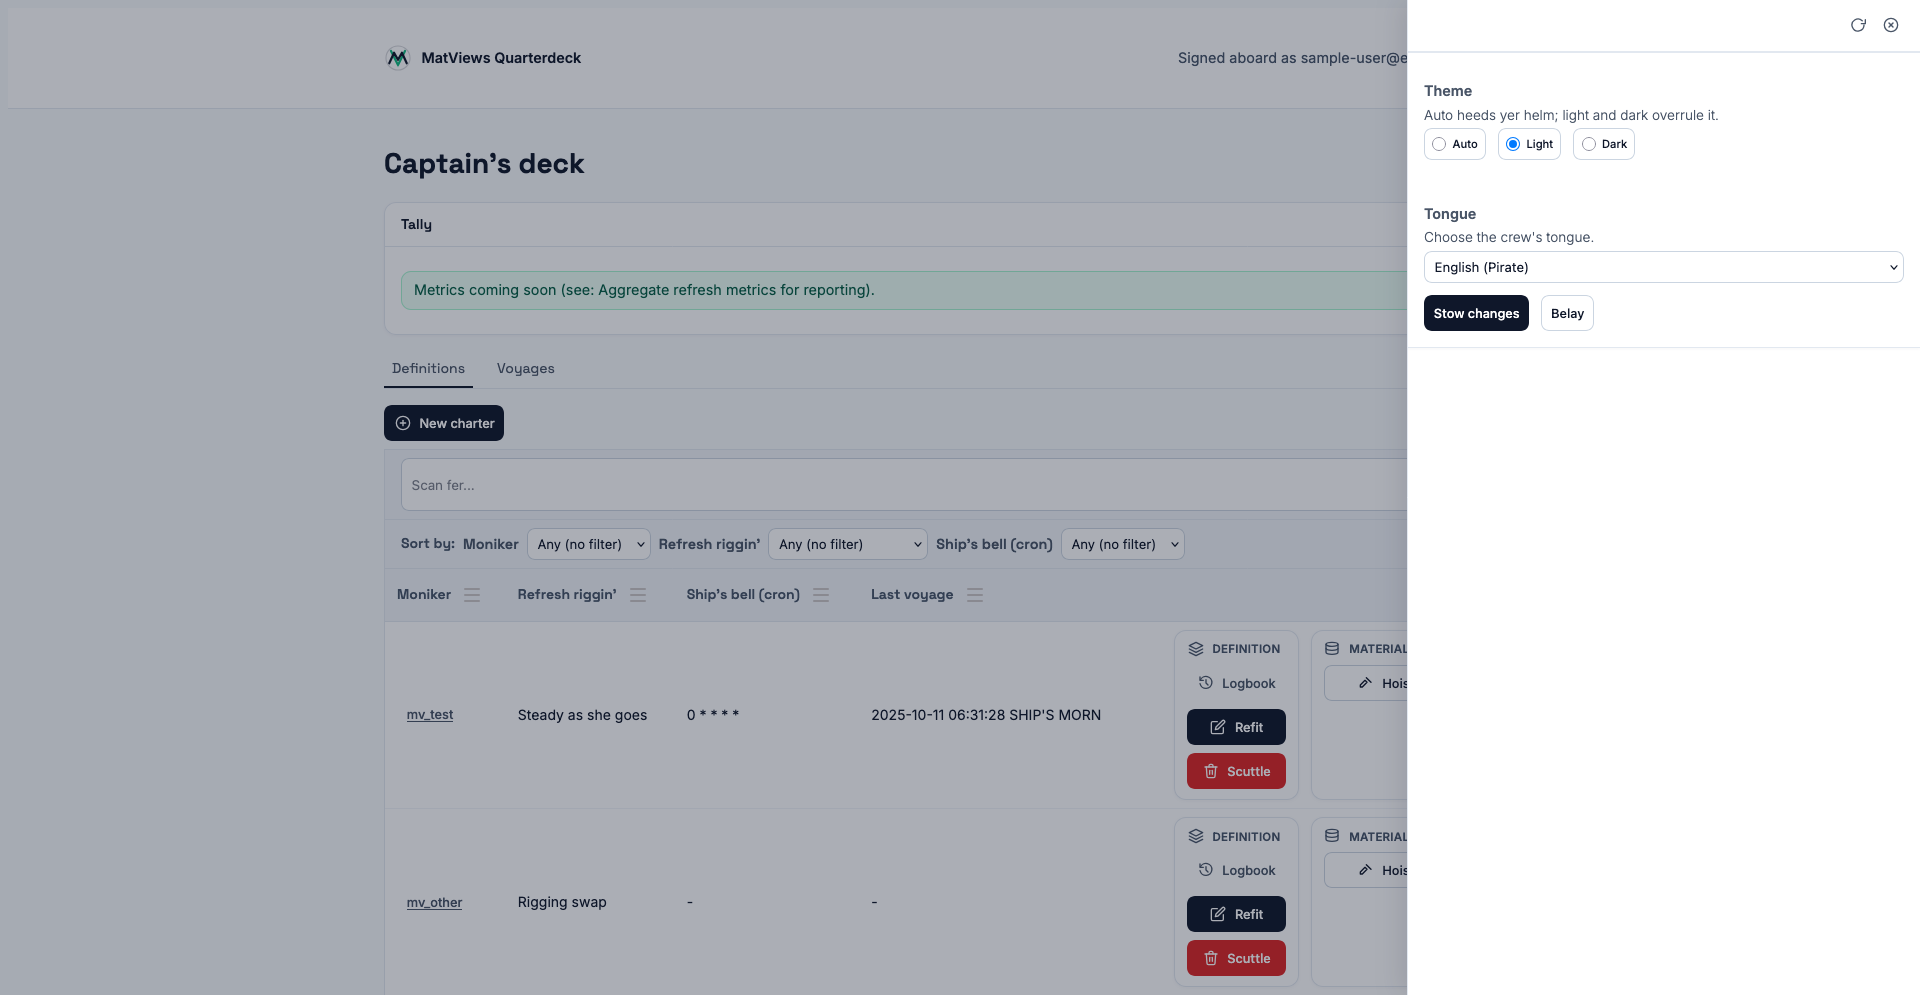 MatViews Quarterdeck
Signed aboard as sample-user@e
Captain's deck
Tally
Metrics coming soon (see: Aggregate refresh metrics for reporting).
Definitions Voyages
New charter
Scan fer...
Sort by: Moniker Any (no filter) Refresh riggin' Any (no filter) Ship's bell (cron) Any (no filter)
Moniker Refresh riggin' Ship's bell (cron) Last voyage
DEFINITION MATERIAL
Logbook Hois
mv_test Steady as she goes 0 * * * * 2025-10-11 06:31:28 SHIP'S MORN
Refit
Scuttle
DEFINITION MATERIAL
Logbook Hois
mv_other Rigging swap - -
Refit
Scuttle
Theme
Auto heeds yer helm; light and dark overrule it.
Auto Light Dark
Tongue
Choose the crew's tongue.
English (Pirate)
Stow changes Belay